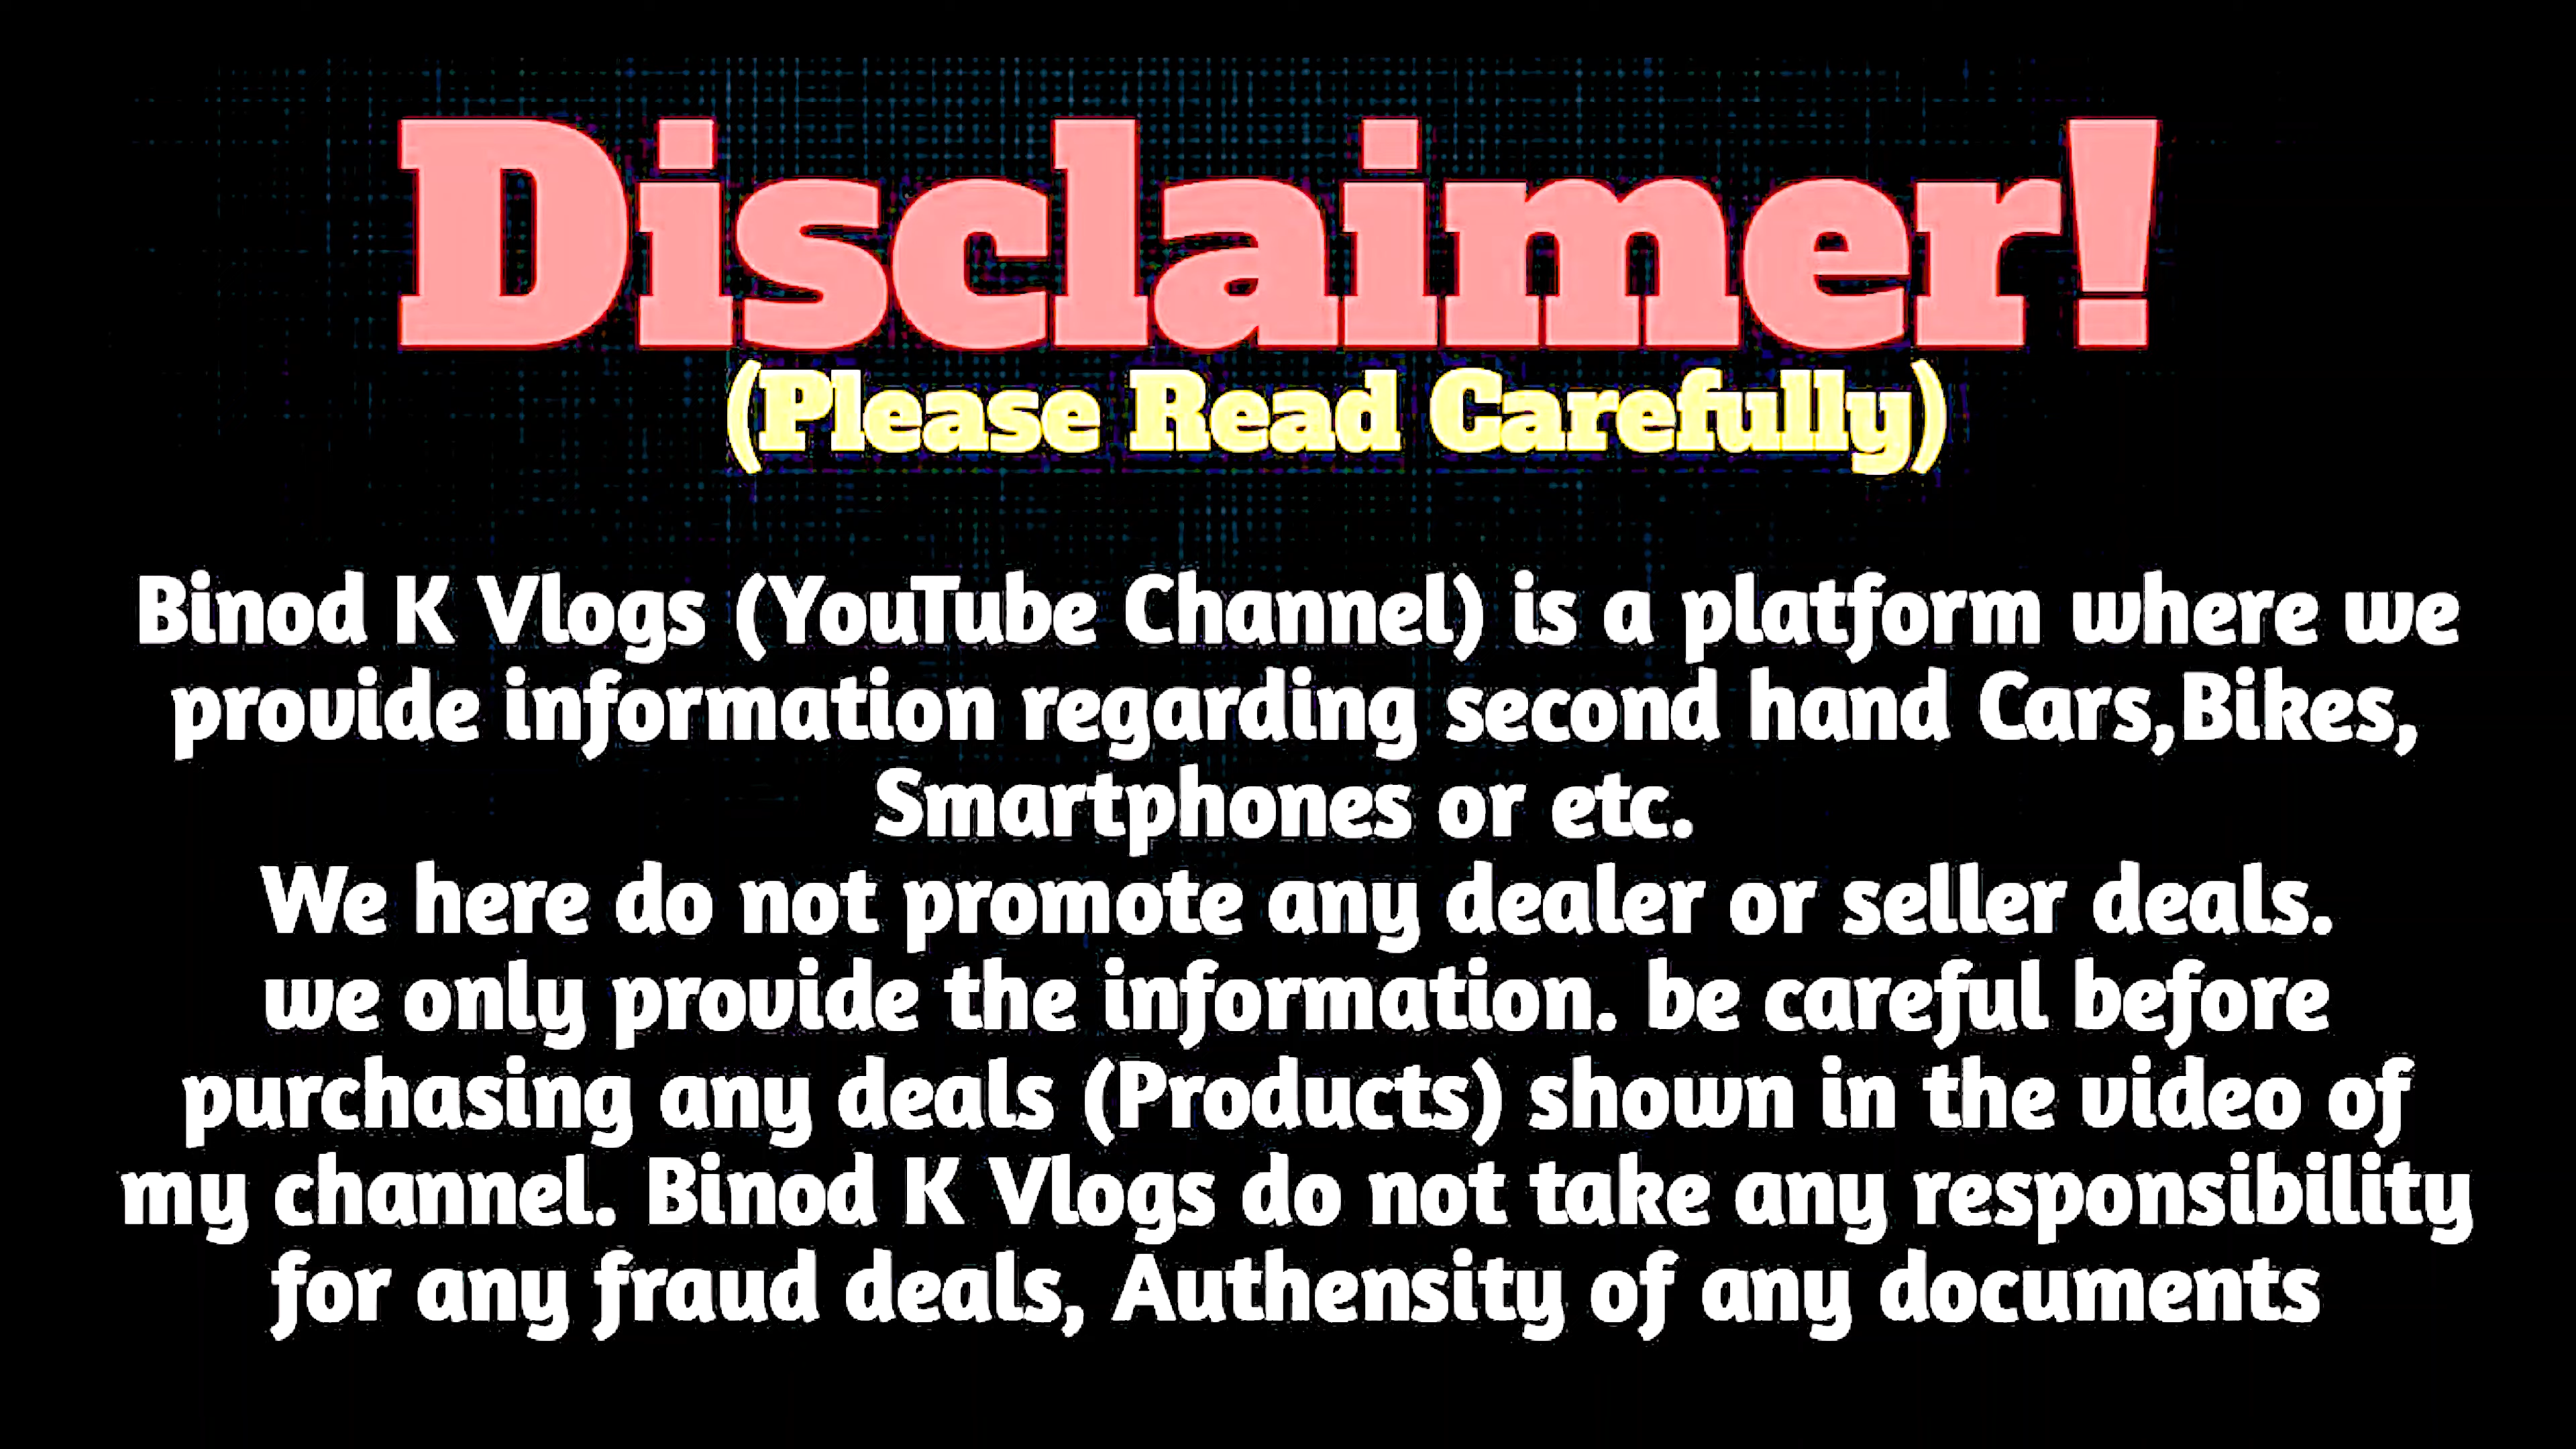 Disclaimer!
(Please Read Carefully)
Binod K Vlogs (YouTube Channel) is a platform where we
provide information regarding second hand Cars,Bikes,
Smartphones or etc.
We here do not promote any dealer or seller deals.
we only provide the information. be careful before
purchasing any deals (Products) shown in the video of
my channel. Binod K Vlogs do not take any responsibility
for any fraud deals, Authensity of any documents